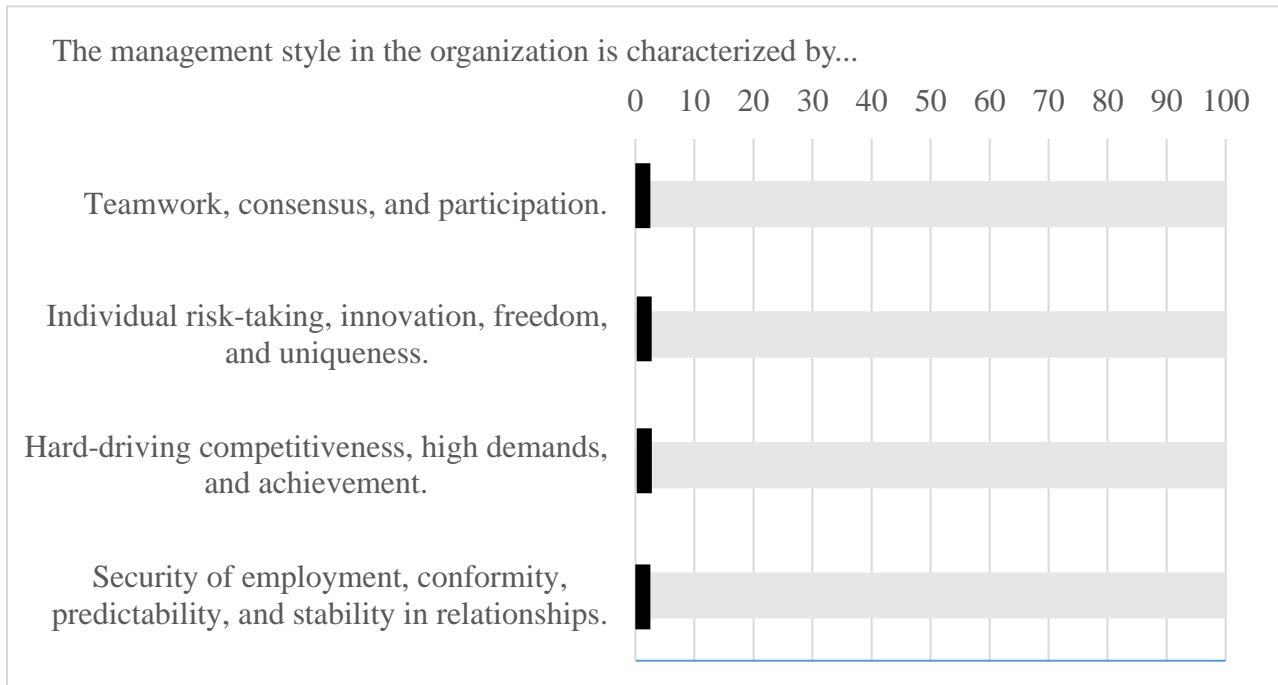 The management style in the organization is characterized by...
0 10 20 30 40 50 60 70 80 90 100
Teamwork, consensus, and participation.
Individual risk-taking, innovation, freedom,
and uniqueness.
Hard-driving competitiveness, high demands,
and achievement.
Security of employment, conformity,
predictability, and stability in relationships.